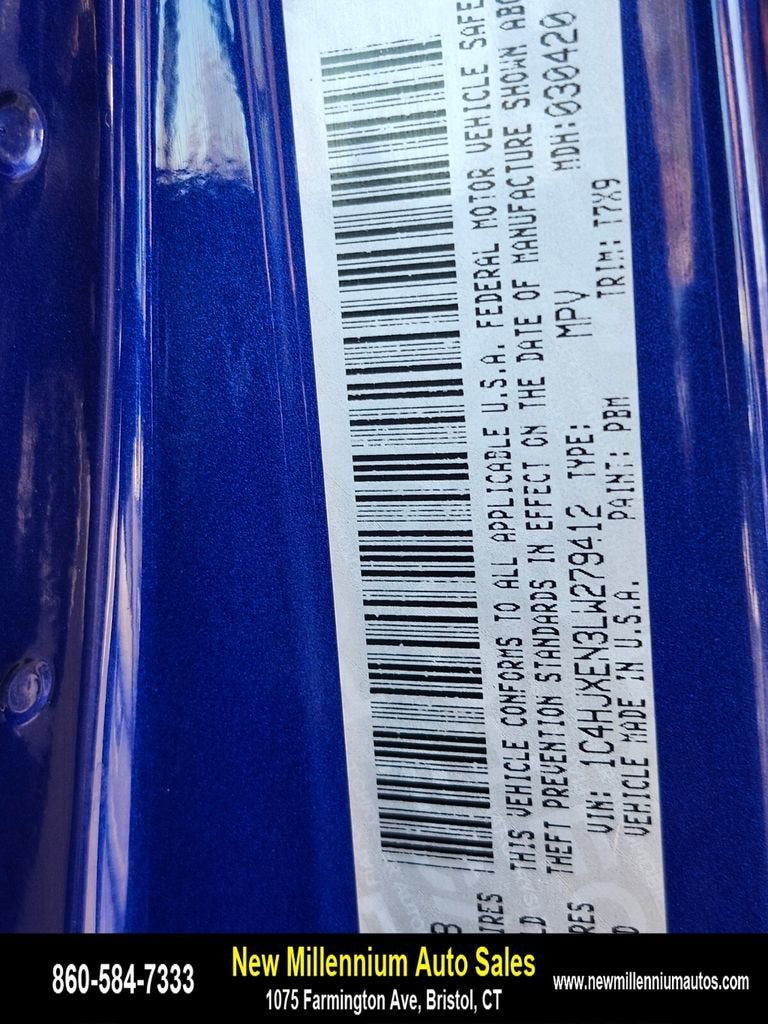 THIS VEHICLE CONFORMS TO ALL APPLICABLE U.S.A. FEDERAL MOTOR VEHICLE SAFE
THEFT PREVENTION STANDARDS IN EFFECT ON THE DATE OF MANUFACTURE SHOWN ABO
VIN: 1C4HJXEN3LW279412 TYPE: MPV MDH:030420
VEHICLE MADE IN U.S.A. PAINT: PBM TRIM: T7X9
860-584-7333
New Millennium Auto Sales
1075 Farmington Ave, Bristol, CT
www.newmillenniumautos.com